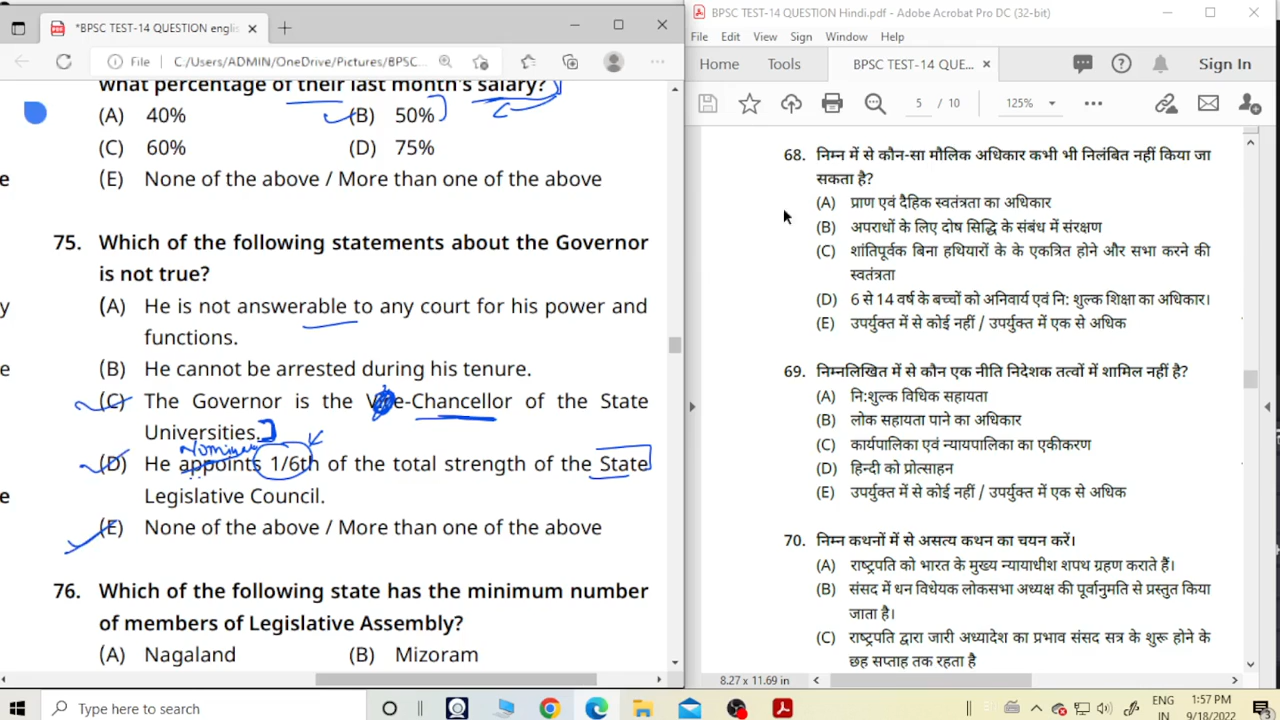 *BPSC TEST-14 QUESTION engli
File C:/Users/ADMIN/OneDrive/Pictures/BPSC...
what percentage of their last month's salary?
(A) 40% (B) 50%
(C) 60% (D) 75%
e (E) None of the above / More than one of the above
75. Which of the following statements about the Governor
is not true?
y (A) He is not answerable to any court for his power and
functions.
e (B) He cannot be arrested during his tenure.
(C) The Governor is the Vice-Chancellor of the State
Universities.
(D) He appoints 1/6th of the total strength of the State
e Legislative Council.
(E) None of the above / More than one of the above
76. Which of the following state has the minimum number
of members of Legislative Assembly?
(A) Nagaland (B) Mizoram
BPSC TEST-14 QUESTION Hindi.pdf - Adobe Acrobat Pro DC (32-bit)
File Edit View Sign Window Help
Home Tools BPSC TEST-14 QUE... Sign In
5 / 10 125%
68. निम्न में से कौन-सा मौलिक अधिकार कभी भी निलंबित नहीं किया जा
सकता है?
(A) प्राण एवं दैहिक स्वतंत्रता का अधिकार
(B) अपराधों के लिए दोष सिद्धि के संबंध में संरक्षण
(C) शांतिपूर्वक बिना हथियारों के के एकत्रित होने और सभा करने की
स्वतंत्रता
(D) 6 से 14 वर्ष के बच्चों को अनिवार्य एवं नि: शुल्क शिक्षा का अधिकार।
(E) उपर्युक्त में से कोई नहीं / उपर्युक्त में एक से अधिक
69. निम्नलिखित में से कौन एक नीति निदेशक तत्वों में शामिल नहीं है?
(A) नि:शुल्क विधिक सहायता
(B) लोक सहायता पाने का अधिकार
(C) कार्यपालिका एवं न्यायपालिका का एकीकरण
(D) हिन्दी को प्रोत्साहन
(E) उपर्युक्त में से कोई नहीं / उपर्युक्त में एक से अधिक
70. निम्न कथनों में से असत्य कथन का चयन करें।
(A) राष्ट्रपति को भारत के मुख्य न्यायाधीश शपथ ग्रहण कराते हैं।
(B) संसद में धन विधेयक लोकसभा अध्यक्ष की पूर्वानुमति से प्रस्तुत किया
जाता है।
(C) राष्ट्रपति द्वारा जारी अध्यादेश का प्रभाव संसद सत्र के शुरू होने के
छह सप्ताह तक रहता है
8.27 x 11.69 in
Type here to search
ENG
IN
1:57 PM
9/18/2022